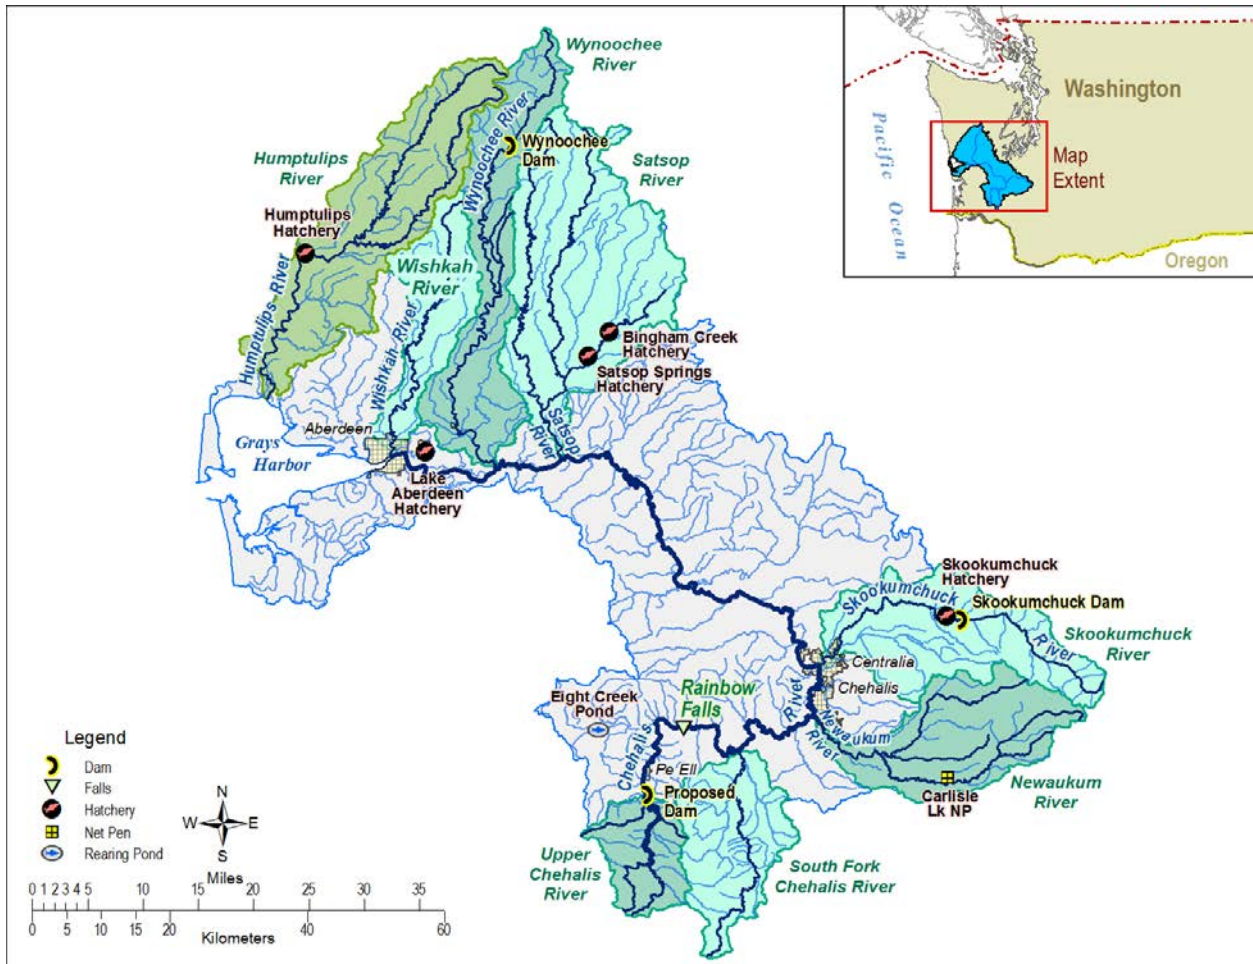 Wynoochee
River
Humptulips
River
Wynoochee River
Wynoochee
Dam
Satsop
River
Humptulips
Hatchery
Wishkah
River
Humptulips River
Wishkah River
Bingham Creek
Hatchery
Satsop Springs
Hatchery
Satsop
River
Aberdeen
Grays
Harbor
Lake
Aberdeen
Hatchery
Skookumchuck
Hatchery
Skookumchuck
Skookumchuck Dam
River
Skookumchuck
River
Centralia
Chehalis
Eight Creek
Pond
Rainbow
Falls
River
Newaukum
River
Chehalis
Pe Ell
Proposed
Dam
Carlisle
Lk NP
Newaukum
River
Upper
Chehalis
River
South Fork
Chehalis River
Washington
Pacific Ocean
Map
Extent
Oregon
Legend
Dam
Falls
Hatchery
Net Pen
Rearing Pond
N
W E
S
Miles
0 1 2 3 4 5 10 15 20 25 30 35
0 5 10 15 20 30 40 60
Kilometers